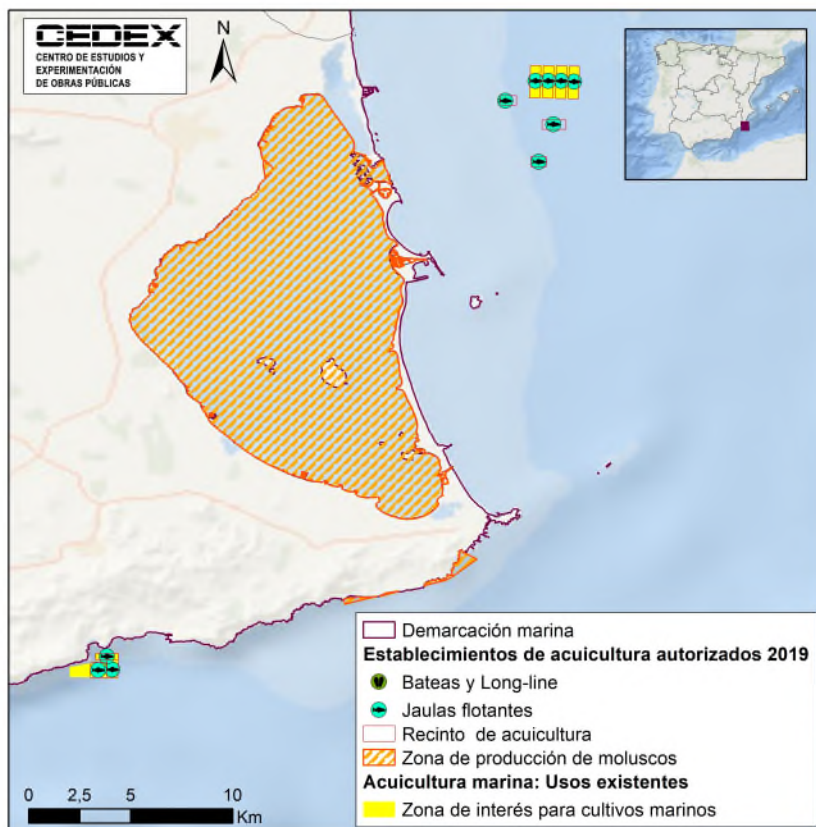 CEDEX
CENTRO DE ESTUDIOS Y
EXPERIMENTACIÓN
DE OBRAS PÚBLICAS
N
Demarcación marina
Establecimientos de acuicultura autorizados 2019
Bateas y Long-line
Jaulas flotantes
Recinto de acuicultura
Zona de producción de moluscos
Acuicultura marina: Usos existentes
Zona de interés para cultivos marinos
0 2,5 5 10
Km